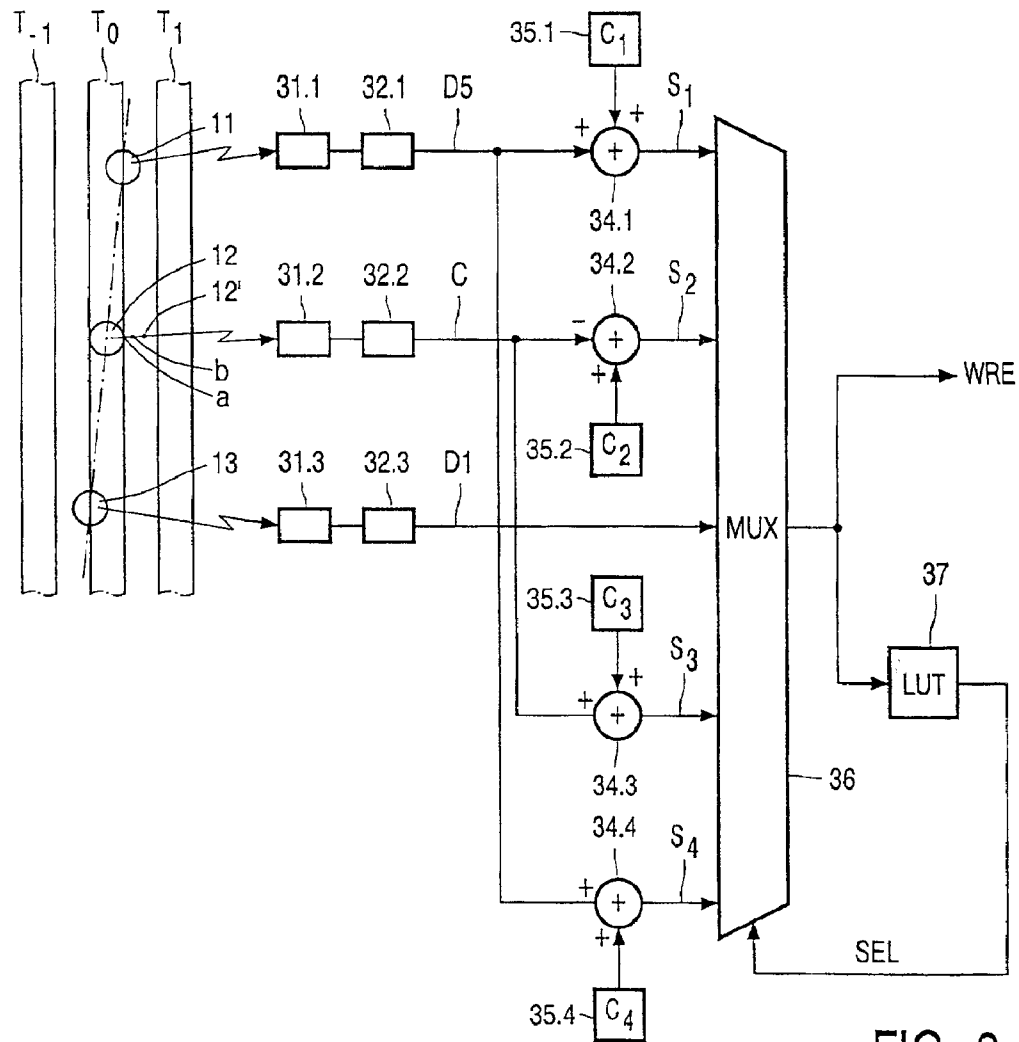 T-1 T0 T1
35.1 C1
11
31.1 32.1 D5 + + S1
34.1
12
12'
31.2 32.2 C 34.2 - S2
b
a
+
WRE
35.2 C2
13
31.3 32.3 D1
MUX
35.3 C3
37
LUT
+ + S3
34.3
36
34.4
+ S4
+
SEL
35.4 C4